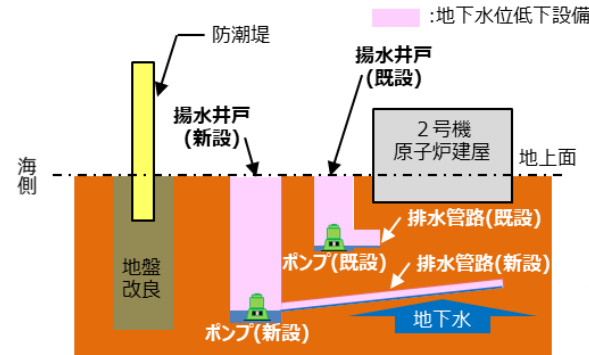 :地下水位低下設備
防潮堤
揚水井戸
(既設)
揚水井戸
(新設)
2号機
原子炉建屋
地上面
海側
排水管路(既設)
ポンプ(既設)
排水管路(新設)
地盤
改良
ポンプ(新設)
地下水